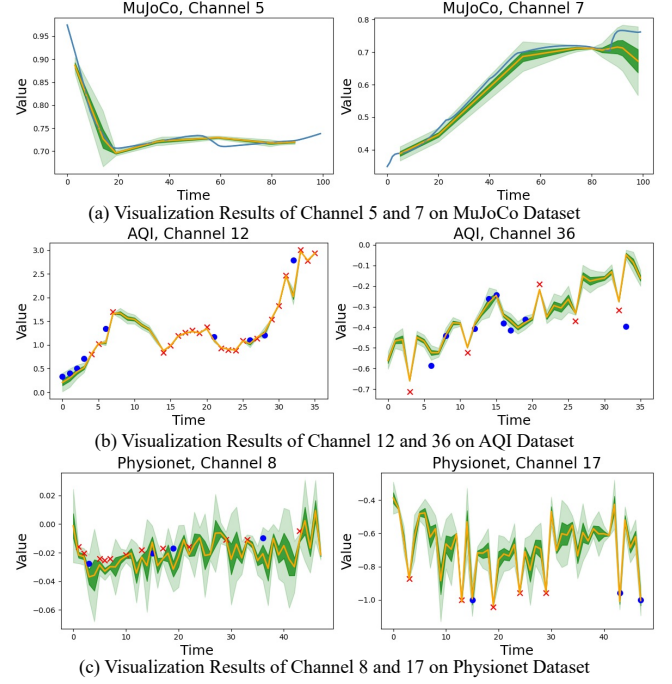 MuJoCo, Channel 5
MuJoCo, Channel 7
Value
0.95
0.90
0.85
0.80
0.75
0.70
0 20 40 60 80 100
Time
Value
0.8
0.7
0.6
0.5
0.4
0 20 40 60 80 100
Time
(a) Visualization Results of Channel 5 and 7 on MuJoCo Dataset
AQI, Channel 12
AQI, Channel 36
Value
3.0
2.5
2.0
1.5
1.0
0.5
0.0
0 5 10 15 20 25 30 35
Time
Value
0.0
−0.1
−0.2
−0.3
−0.4
−0.5
−0.6
−0.7
0 5 10 15 20 25 30 35
Time
(b) Visualization Results of Channel 12 and 36 on AQI Dataset
Physionet, Channel 8
Physionet, Channel 17
Value
0.02
0.00
−0.02
−0.04
−0.06
0 10 20 30 40
Time
Value
−0.4
−0.6
−0.8
−1.0
0 10 20 30 40
Time
(c) Visualization Results of Channel 8 and 17 on Physionet Dataset